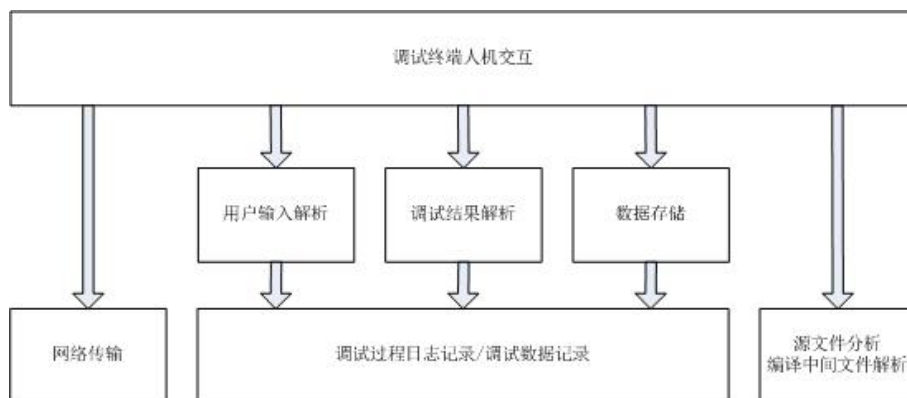 调试终端人机交互
用户输入解析
调试结果解析
数据存储
网络传输
调试过程日志记录/调试数据记录
源文件分析
编译中间文件解析